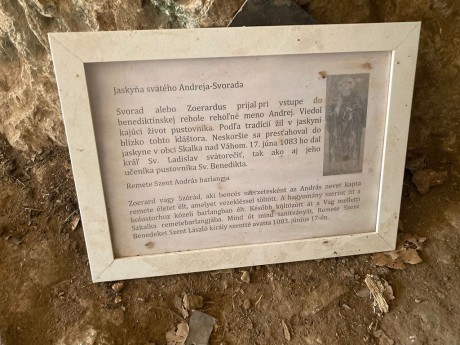 Jaskyňa svätého Andreja-Svorada
Svorad alebo Zoerardus prijal pri vstupe do
benediktínskej rehole rehoľné meno Andrej. Viedol
kajúci život pustovníka. Podľa tradícií žil v jaskyni
blízko tohto kláštora. Neskoršie sa presťahoval do
jaskyne v obci Skalka nad Váhom. 17. júna 1083 ho dal
kráľ Sv. Ladislav svätorečiť, tak ako aj jeho
učeníka pustovníka Sv. Benedikta.
Remete Szent András barlangja
Zoerard vagy Szórád, aki bencés szerzetesként az András nevet kapta
remete életet élt, amelyet vezekléssel töltött. A hagyomány szerint itt a
kolostorhoz közeli barlangban élt. Később költözött át a Vág melletti
Sakalka remetebarlangjába. Mind őt mind tanítványát, Remete Szent
Benedeket Szent László király szentté avatta 1083. június 17-én.